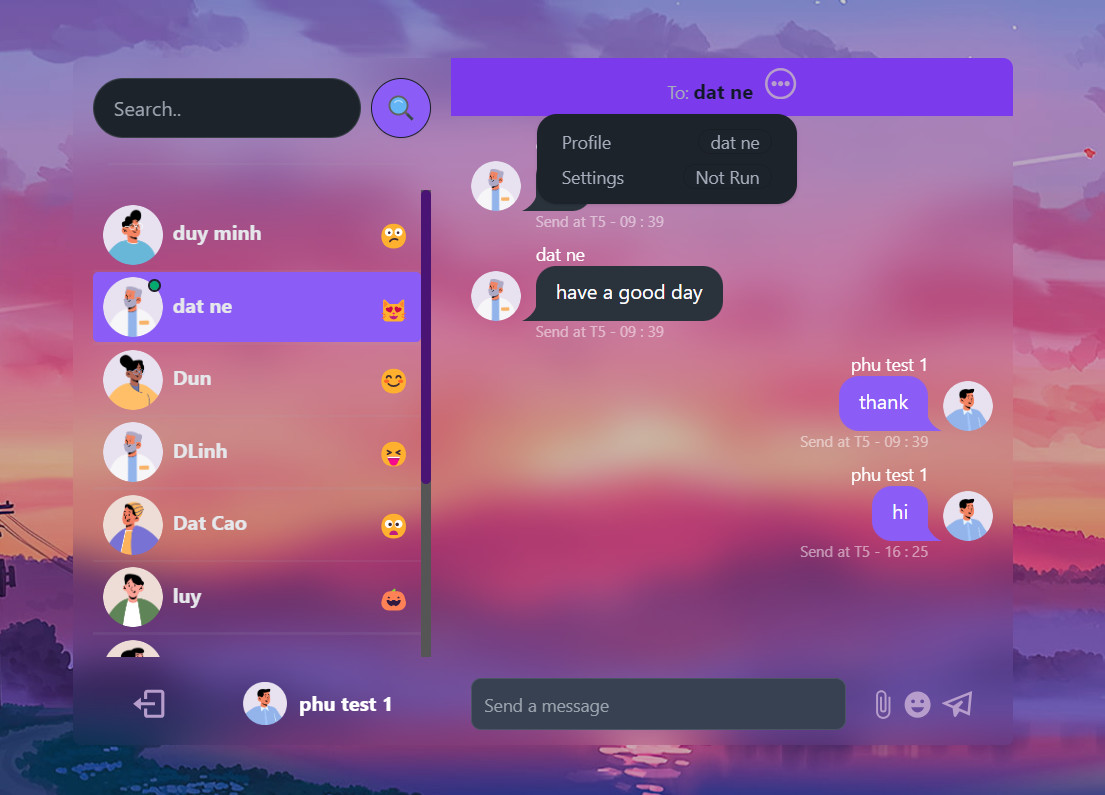 Search..
duy minh
dat ne
Dun
DLinh
Dat Cao
luy
phu test 1
To: dat ne
Profile dat ne
Settings Not Run
Send at T5 - 09 : 39
dat ne
have a good day
Send at T5 - 09 : 39
phu test 1
thank
Send at T5 - 09 : 39
phu test 1
hi
Send at T5 - 16 : 25
Send a message